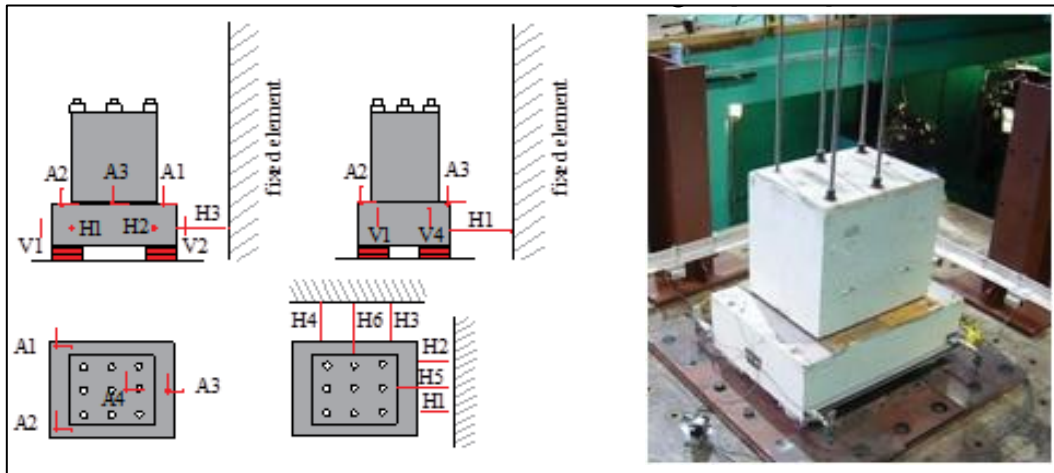 A2
A3
A1
V1
H1
H2
H3
V2
fixed element
A2
A3
V1
V4
H1
fixed element
A1
A4
A3
A2
H4
H6
H3
H2
H5
H1